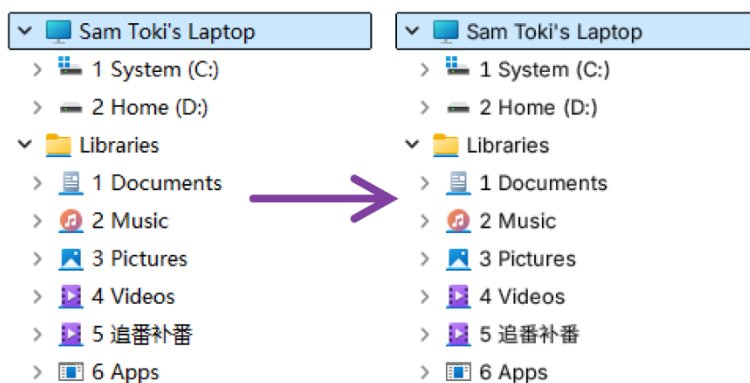 Sam Toki's Laptop
1 System (C:)
2 Home (D:)
Libraries
1 Documents
2 Music
3 Pictures
4 Videos
5 追番补番
6 Apps
Sam Toki's Laptop
1 System (C:)
2 Home (D:)
Libraries
1 Documents
2 Music
3 Pictures
4 Videos
5 追番补番
6 Apps